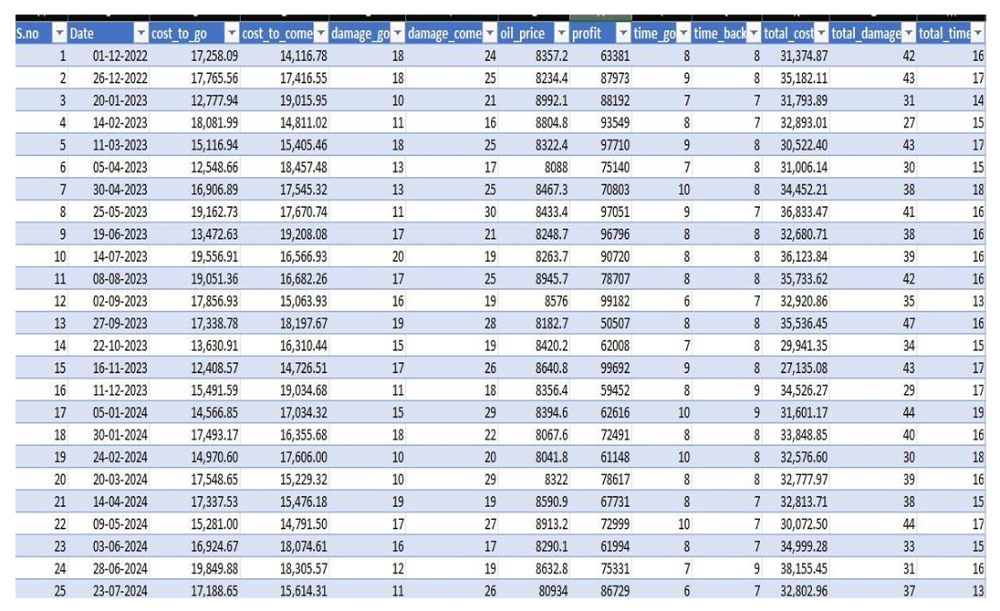 S.no Date cost_to_go cost_to_come damage_go damage_come oil_price profit time_go time_back total_cost total_damage total_time
1 01-12-2022 17,258.09 14,116.78 18 24 8357.2 63381 8 8 31,374.87 42 16
2 26-12-2022 17,765.56 17,416.55 18 25 8234.4 87973 9 8 35,182.11 43 17
3 20-01-2023 12,777.94 19,015.95 10 21 8992.1 88192 7 7 31,793.89 31 14
4 14-02-2023 18,081.99 14,811.02 11 16 8804.8 93549 8 7 32,893.01 27 15
5 11-03-2023 15,116.94 15,405.46 18 25 8322.4 97710 9 8 30,522.40 43 17
6 05-04-2023 12,548.66 18,457.48 13 17 8088 75140 7 8 31,006.14 30 15
7 30-04-2023 16,906.89 17,545.32 13 25 8467.3 70803 10 8 34,452.21 38 18
8 25-05-2023 19,162.73 17,670.74 11 30 8433.4 97051 9 7 36,833.47 41 16
9 19-06-2023 13,472.63 19,208.08 17 21 8248.7 96796 8 8 32,680.71 38 16
10 14-07-2023 19,556.91 16,566.93 20 19 8263.7 90720 8 8 36,123.84 39 16
11 08-08-2023 19,051.36 16,682.26 17 25 8945.7 78707 8 8 35,733.62 42 16
12 02-09-2023 17,856.93 15,063.93 16 19 8576 99182 6 7 32,920.86 35 13
13 27-09-2023 17,338.78 18,197.67 19 28 8182.7 50507 8 8 35,536.45 47 16
14 22-10-2023 13,630.91 16,310.44 15 19 8420.2 62008 7 8 29,941.35 34 15
15 16-11-2023 12,408.57 14,726.51 17 26 8640.8 99692 9 8 27,135.08 43 17
16 11-12-2023 15,491.59 19,034.68 11 18 8356.4 59452 8 9 34,526.27 29 17
17 05-01-2024 14,566.85 17,034.32 15 29 8394.6 62616 10 9 31,601.17 44 19
18 30-01-2024 17,493.17 16,355.68 18 22 8067.6 72491 8 8 33,848.85 40 16
19 24-02-2024 14,970.60 17,606.00 10 20 8041.8 61148 10 8 32,576.60 30 18
20 20-03-2024 17,548.65 15,229.32 10 29 8322 78617 8 8 32,777.97 39 16
21 14-04-2024 17,337.53 15,476.18 19 19 8590.9 67731 8 7 32,813.71 38 15
22 09-05-2024 15,281.00 14,791.50 17 27 8913.2 72999 10 7 30,072.50 44 17
23 03-06-2024 16,924.67 18,074.61 16 17 8290.1 61994 8 7 34,999.28 33 15
24 28-06-2024 19,849.88 18,305.57 12 19 8632.8 75331 7 9 38,155.45 31 16
25 23-07-2024 17,188.65 15,614.31 11 26 80934 86729 6 7 32,802.96 37 13